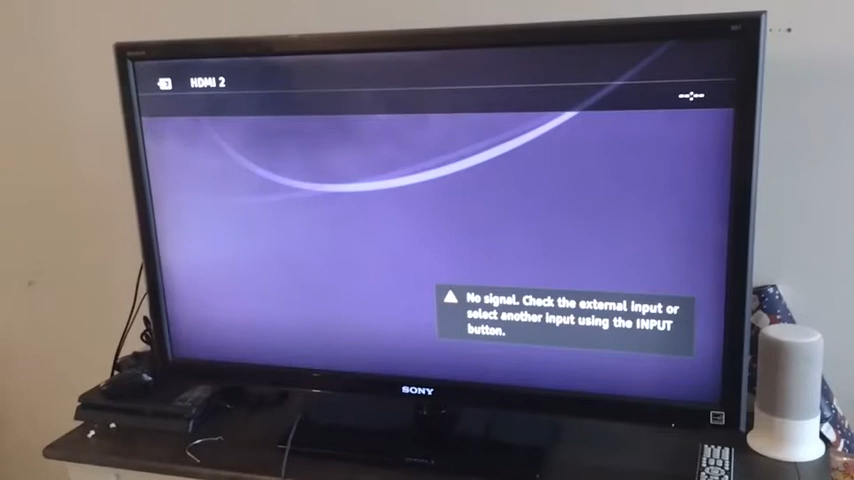 HDMI 2
No signal. Check the external input or
select another input using the INPUT
button.
SONY